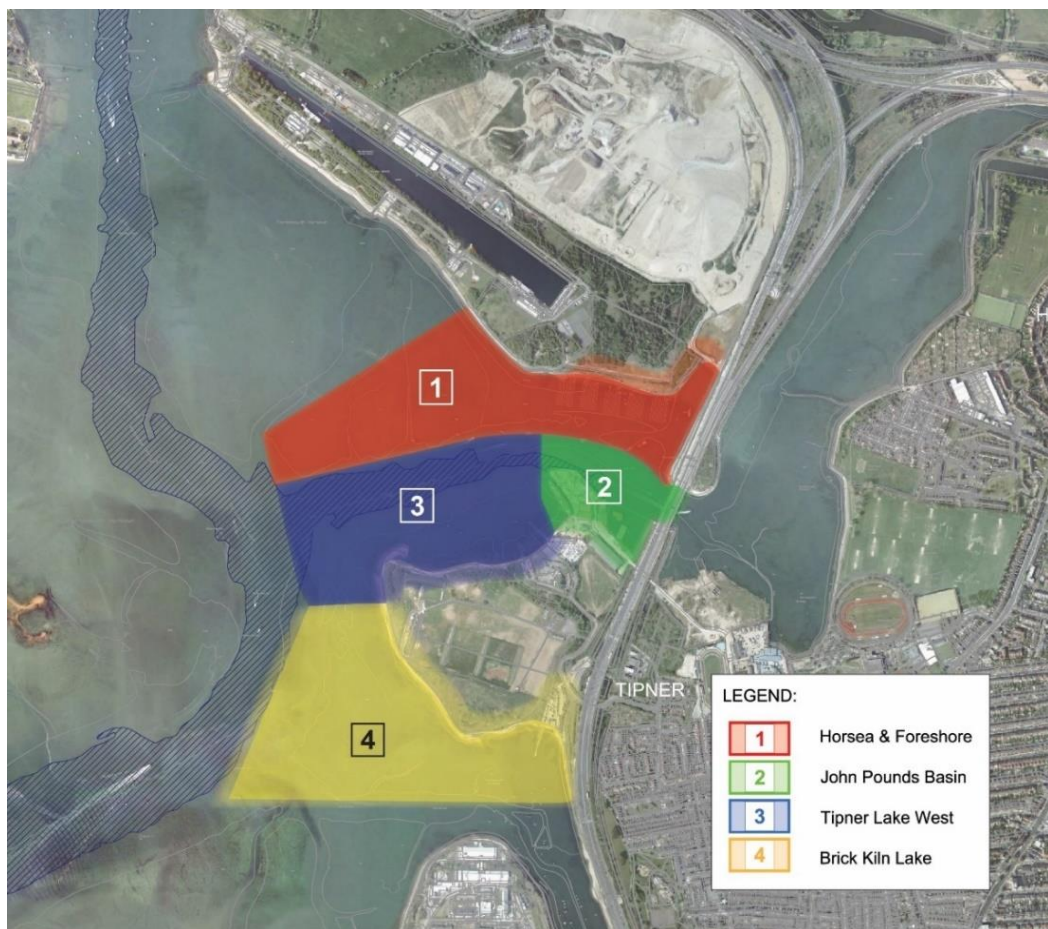 1
2
3
4
TIPNER
LEGEND:
1 Horsea & Foreshore
2 John Pounds Basin
3 Tipner Lake West
4 Brick Kiln Lake
H